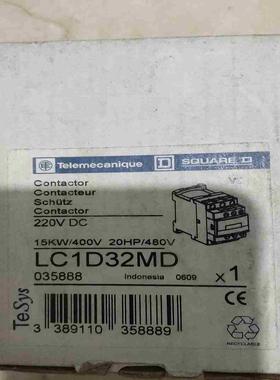 Telemecanique
SQUARE D
Contactor
Contacteur
Schütz
Contactor
220V DC
15KW/400V 20HP/480V
LC1D32MD
035888
Indonesia 0609
x1
TeSys
CE
3 389110 358889
RECYCLABLE